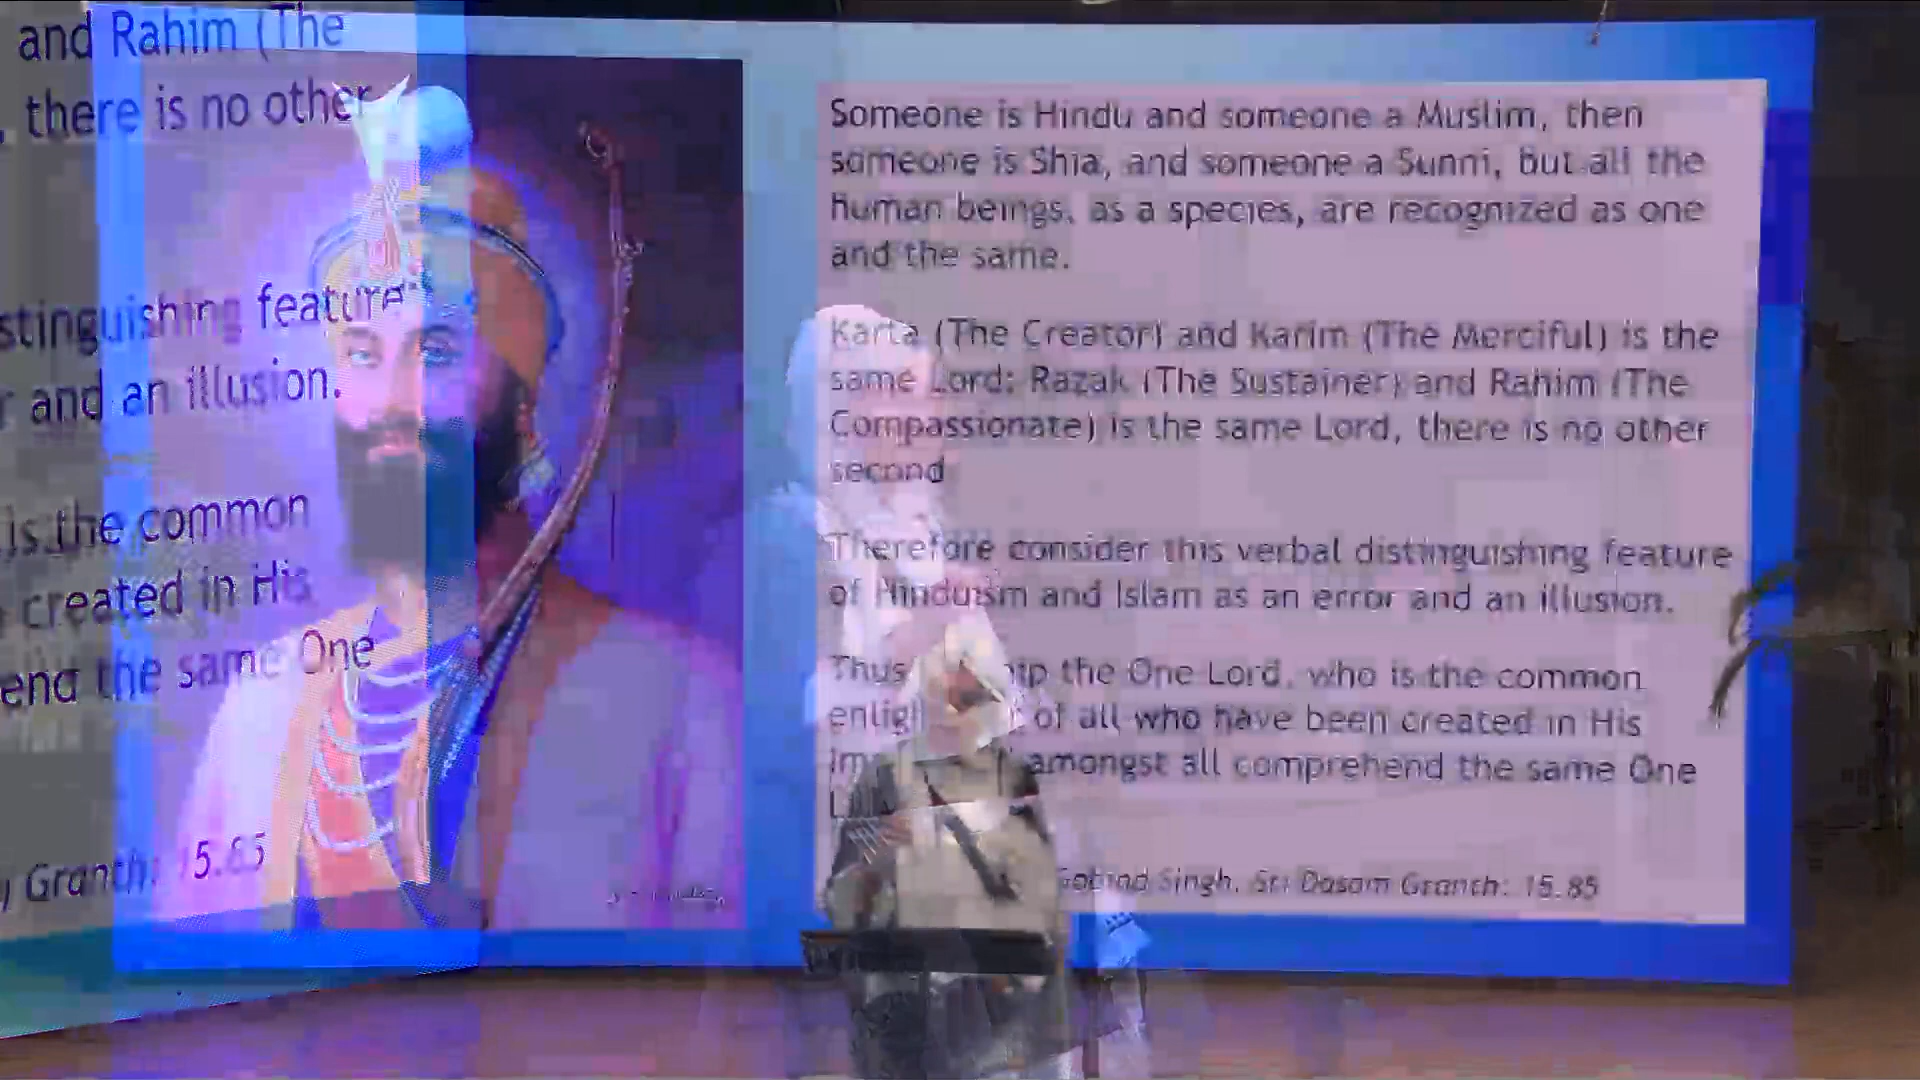 and Rahim (The
, there is no other
stinguishing feature
r and an illusion.
is the common
created in His
end the same One
Granth: 15.85
Someone is Hindu and someone a Muslim, then
someone is Shia, and someone a Sunni, but all the
human beings, as a species, are recognized as one
and the same.
Karta (The Creator) and Karim (The Merciful) is the
same Lord; Razak (The Sustainer) and Rahim (The
Compassionate) is the same Lord, there is no other
second
Therefore consider this verbal distinguishing feature
of Hinduism and Islam as an error and an illusion.
Thus the One Lord, who is the common
of all who have been created in His
amongst all comprehend the same One
Gobind Singh, Sri Dasam Granth: 15.85